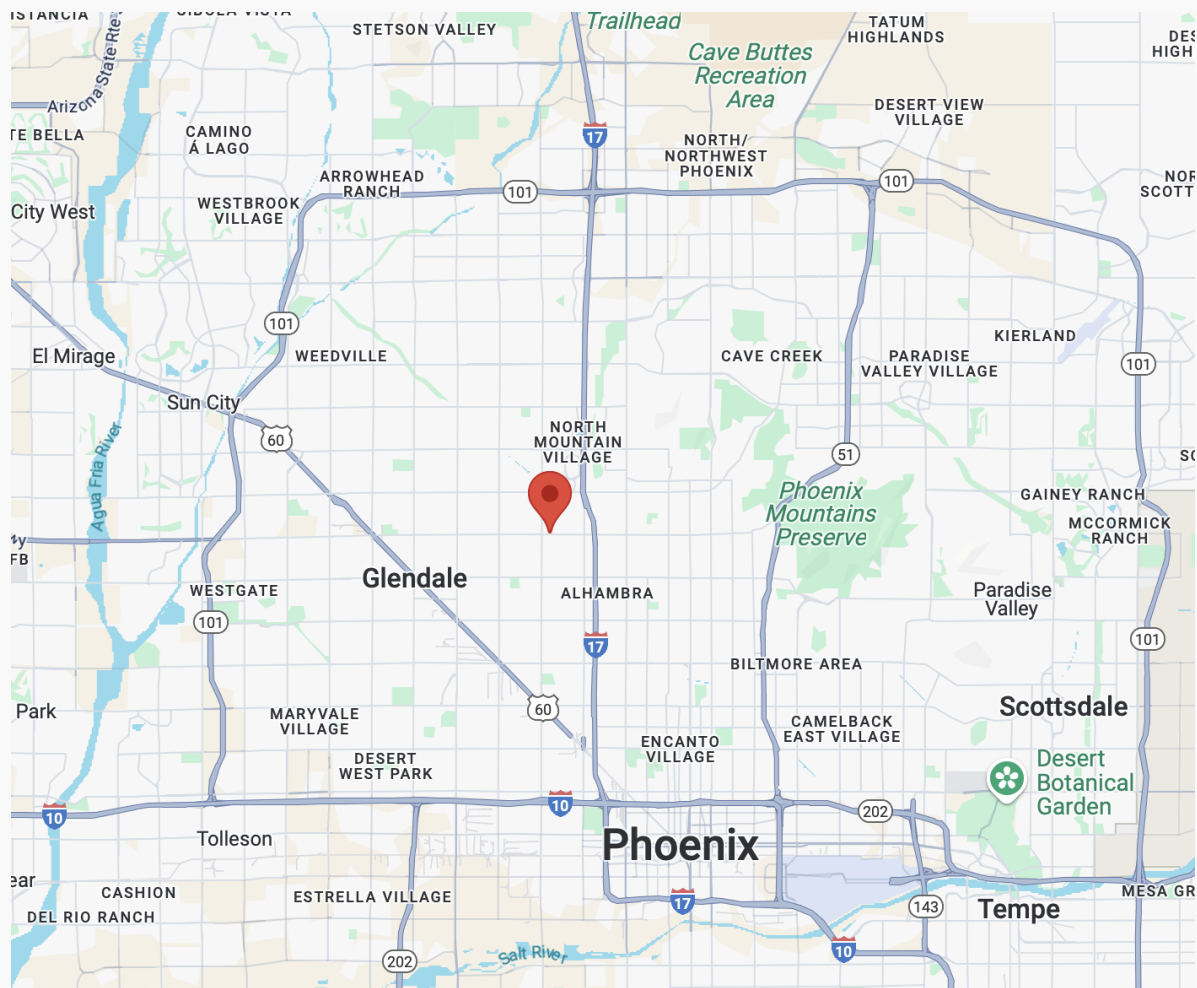 STETSON VALLEY
Trailhead
TATUM
HIGHLANDS
Cave Buttes
Recreation
Area
Arizona State Rte
DESERT VIEW
VILLAGE
CAMINO
Á LAGO
17
NORTH/
NORTHWEST
PHOENIX
ARROWHEAD
RANCH
101
101
City West
WESTBROOK
VILLAGE
101
El Mirage
WEEDVILLE
CAVE CREEK
PARADISE
VALLEY VILLAGE
KIERLAND
101
Sun City
60
NORTH
MOUNTAIN
VILLAGE
51
Agua Fria River
Phoenix
Mountains
Preserve
GAINEY RANCH
MCCORMICK
RANCH
FB
Glendale
WESTGATE
ALHAMBRA
Paradise
Valley
101
17
101
BILTMORE AREA
Park
60
Scottsdale
MARYVALE
VILLAGE
CAMELBACK
EAST VILLAGE
ENCANTO
VILLAGE
DESERT
WEST PARK
Desert
Botanical
Garden
10
10
202
Tolleson
Phoenix
ear
CASHION
ESTRELLA VILLAGE
17
143
Tempe
MESA GR
DEL RIO RANCH
10
Salt River
202